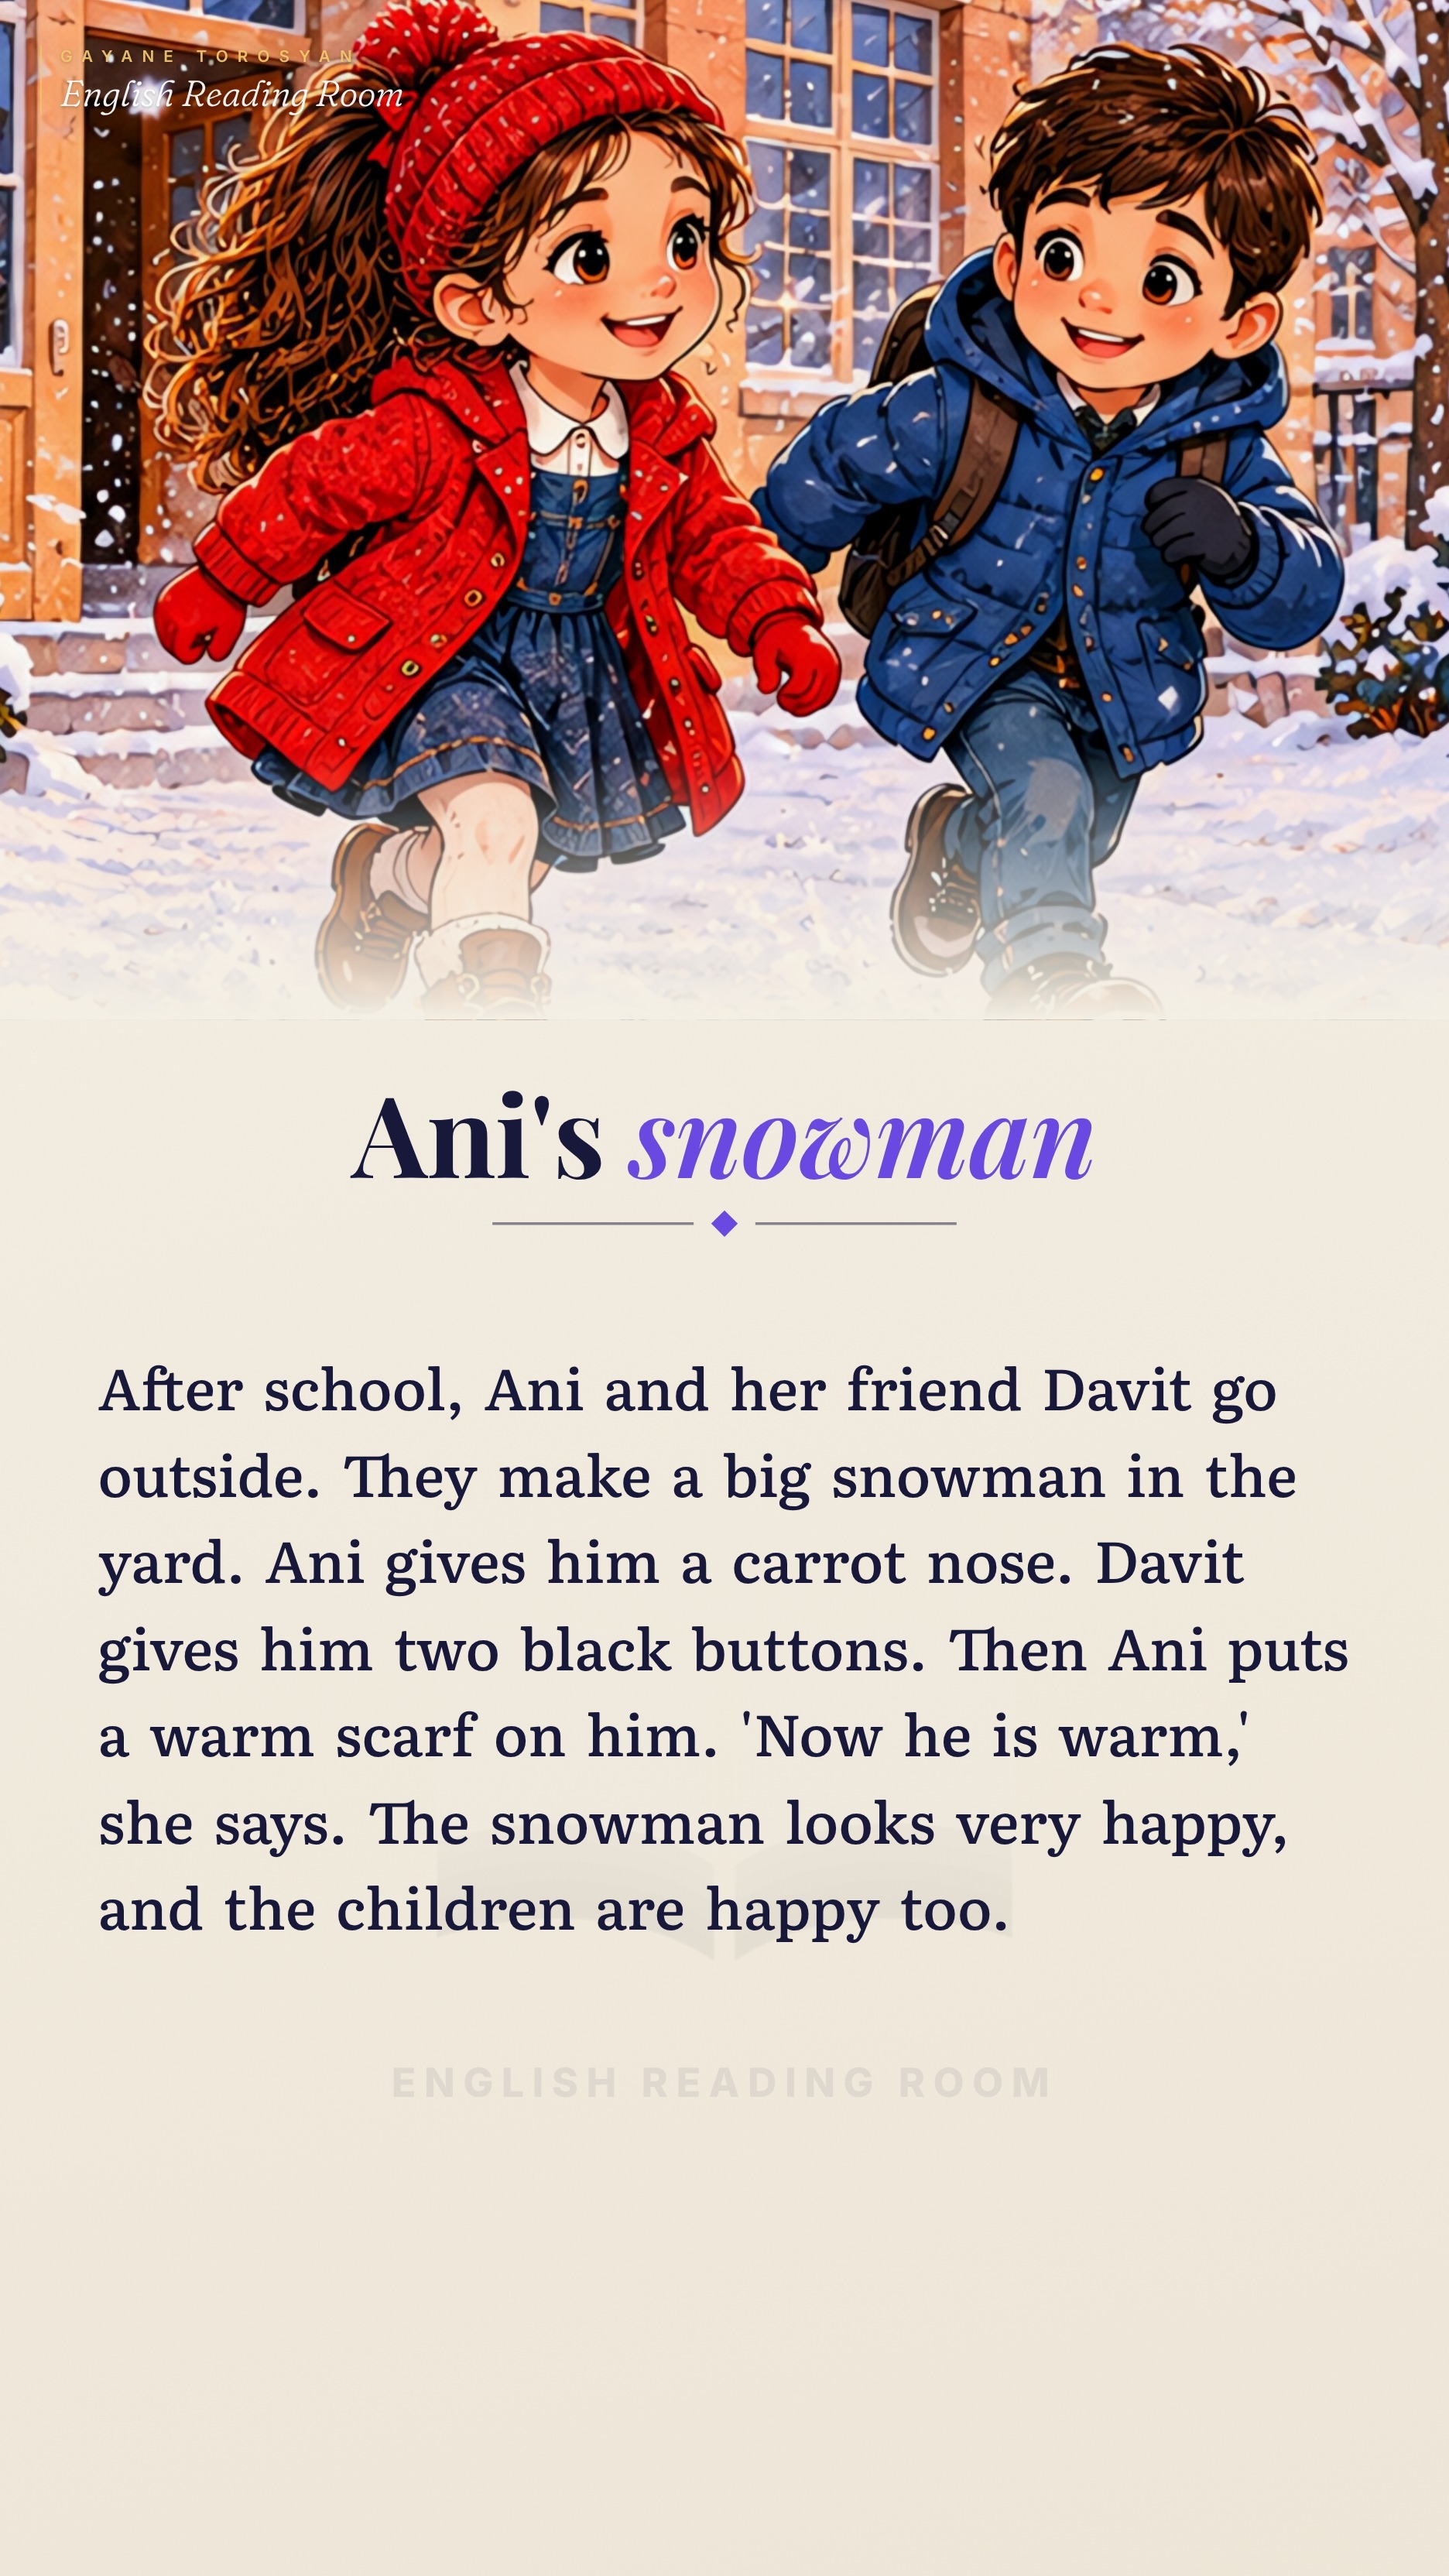 GAYANE TOROSYAN
English Reading Room
Ani's snowman
After school, Ani and her friend Davit go
outside. They make a big snowman in the
yard. Ani gives him a carrot nose. Davit
gives him two black buttons. Then Ani puts
a warm scarf on him. 'Now he is warm,'
she says. The snowman looks very happy,
and the children are happy too.
ENGLISH READING ROOM